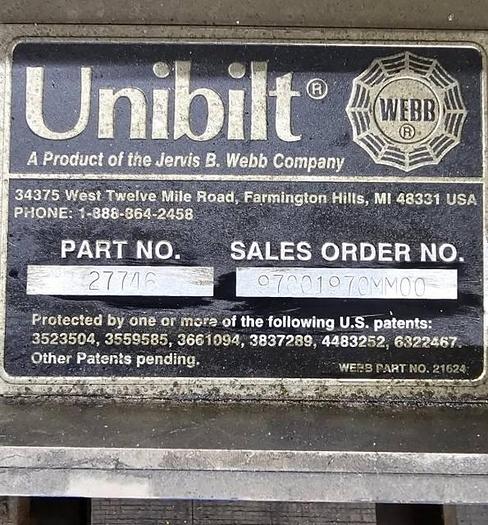 Unibilt®
WEBB
®
A Product of the Jervis B. Webb Company
34375 West Twelve Mile Road, Farmington Hills, MI 48331 USA
PHONE: 1-888-864-2458
PART NO. SALES ORDER NO.
27746 97001970MM00
Protected by one or more of the following U.S. patents:
3523504, 3559585, 3661094, 3837289, 4483252, 6322467.
Other Patents pending.
WEBB PART NO. 21624